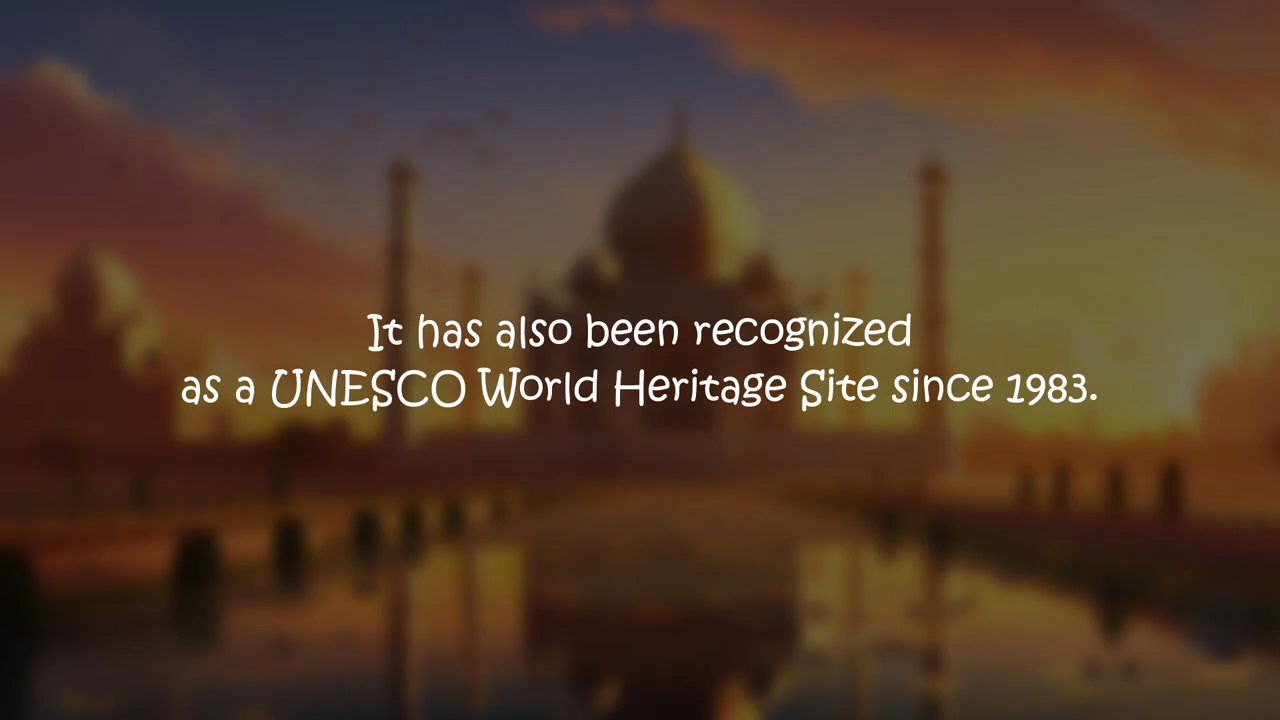 It has also been recognized
as a UNESCO World Heritage Site since 1983.